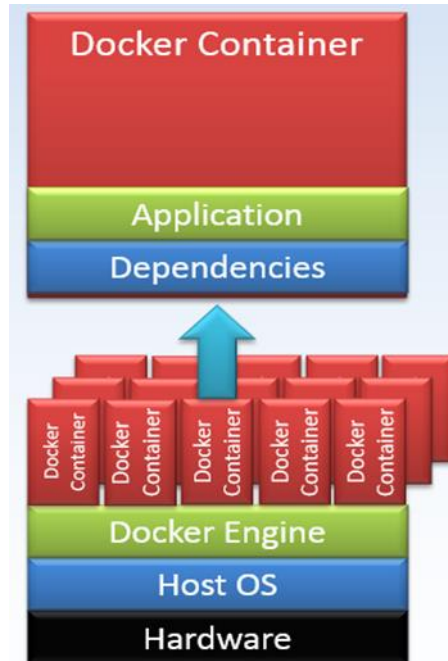 Docker Container
Application
Dependencies
Docker
Container
Docker
Container
Docker
Container
Docker
Container
Docker
Container
Docker Engine
Host OS
Hardware